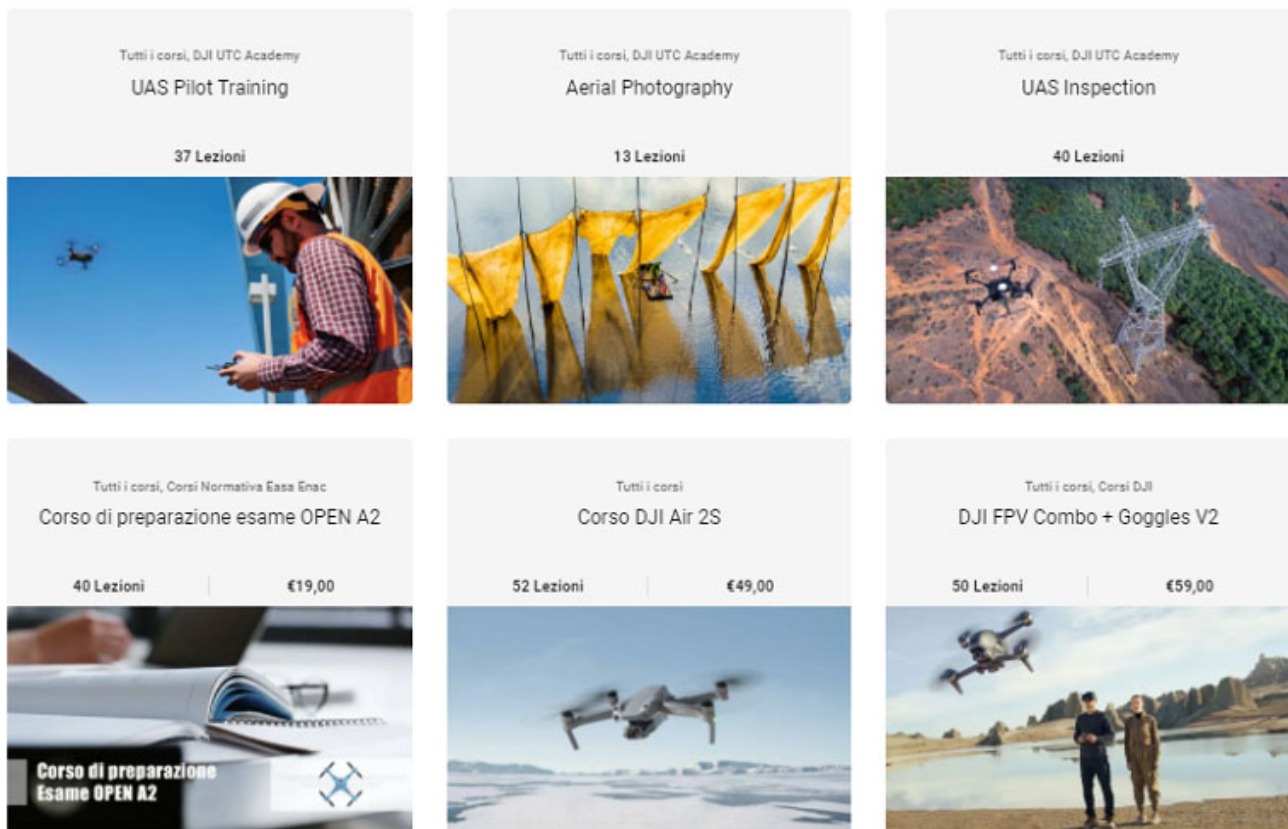 Tutti i corsi, DJI UTC Academy
UAS Pilot Training
37 Lezioni
Tutti i corsi, DJI UTC Academy
Aerial Photography
13 Lezioni
Tutti i corsi, DJI UTC Academy
UAS Inspection
40 Lezioni
Tutti i corsi, Corsi Normativa Easa Enac
Corso di preparazione esame OPEN A2
40 Lezioni
€19,00
Corso di preparazione
Esame OPEN A2
Tutti i corsi
Corso DJI Air 2S
52 Lezioni
€49,00
Tutti i corsi, Corsi DJI
DJI FPV Combo + Goggles V2
50 Lezioni
€59,00